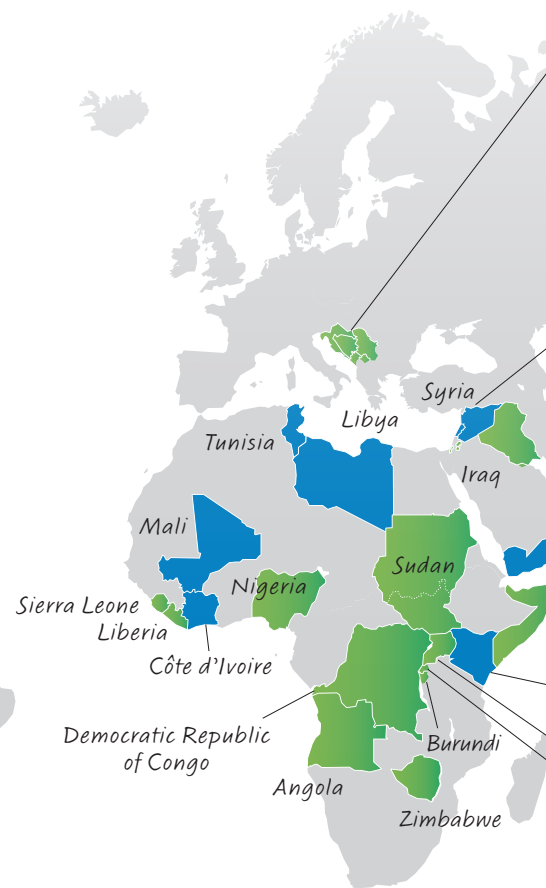 Syria
Libya
Tunisia
Iraq
Mali
Sudan
Nigeria
Sierra Leone
Liberia
Côte d'Ivoire
Democratic Republic
of Congo
Burundi
Angola
Zimbabwe